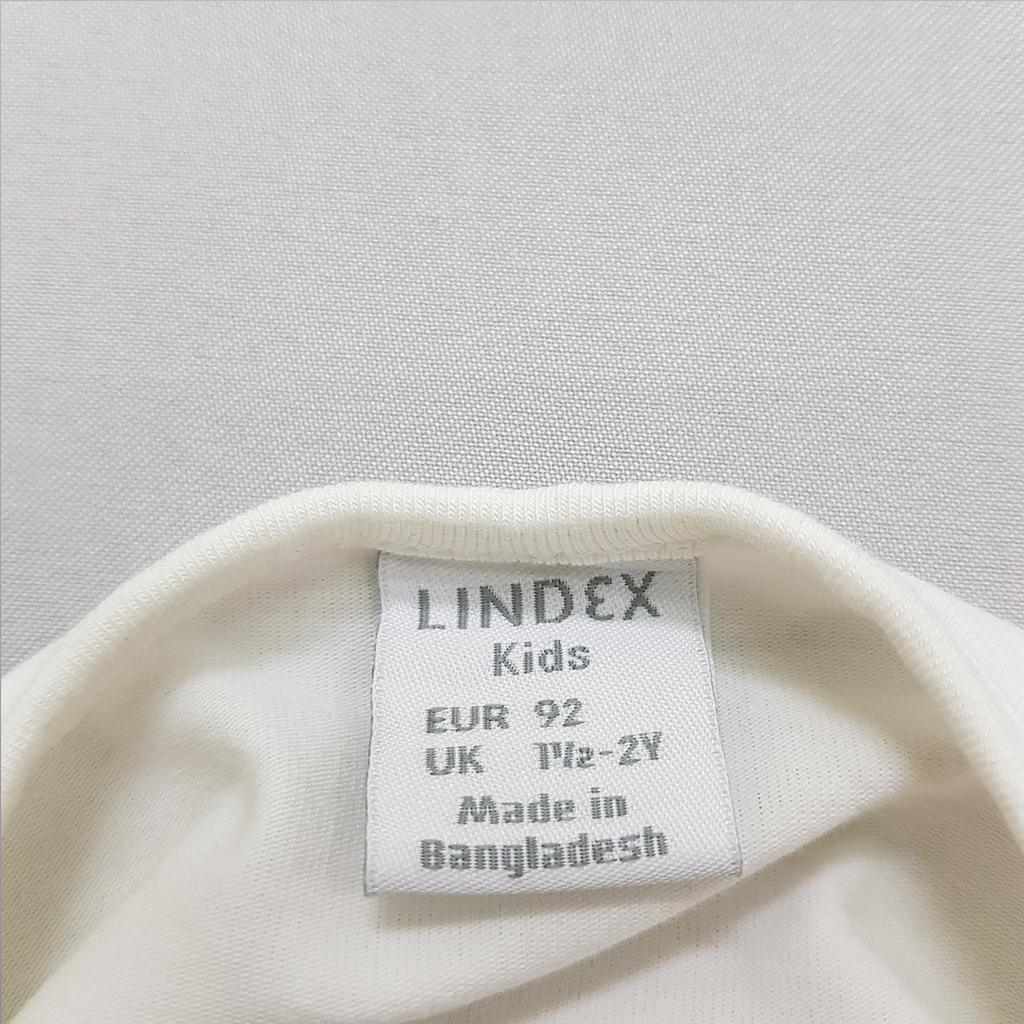 LINDEX
Kids
EUR 92
UK 1½-2Y
Made in
Bangladesh